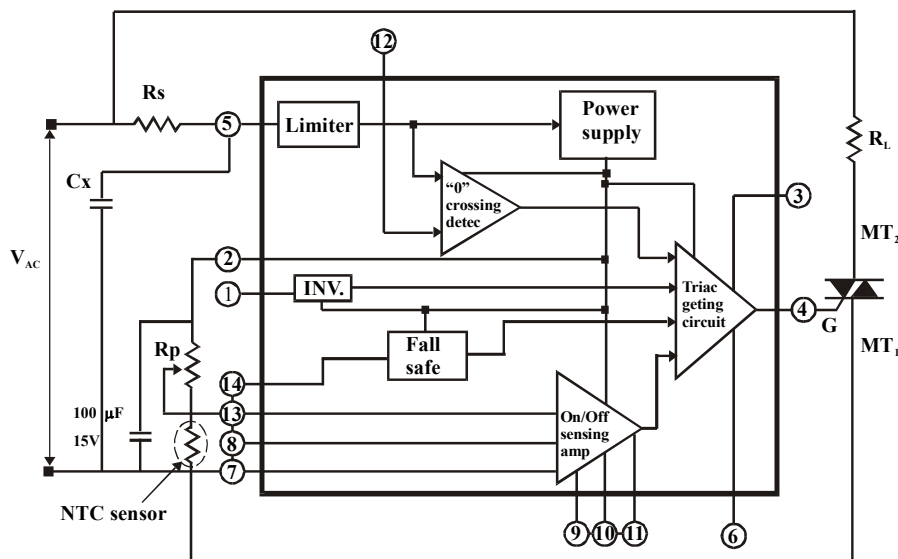 12
Rs
5
Limiter
Power
supply
R_L
Cx
"0"
crossing
detec
3
V_AC
2
MT_2
1
INV.
Triac
geting
circuit
4
G
Rp
Fall
safe
MT_1
14
100 µF
15V
13
On/Off
sensing
amp
8
7
NTC sensor
9
10
11
6